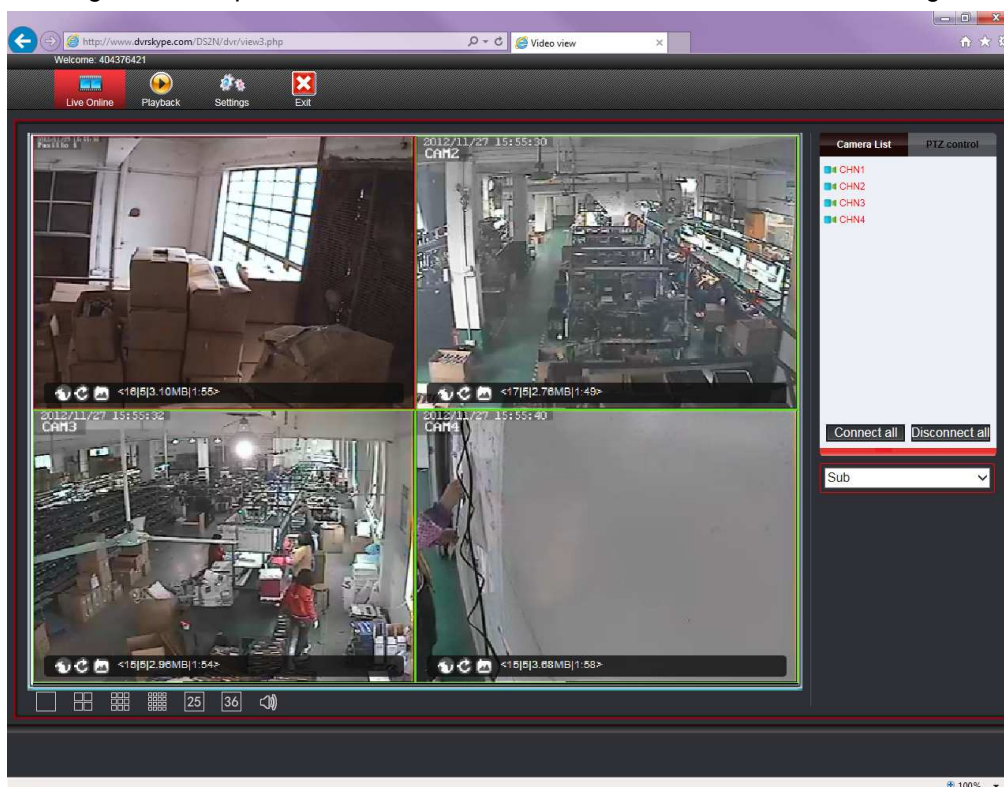 http://www.dvrskype.com/DS2N/dvr/view3.php
Video view
Welcome: 404376421
Live Online
Playback
Settings
Exit
Camera List
PTZ control
2012/11/27 15:55:30
CAM2
CHN1
CHN2
CHN3
CHN4
<16|5|3.10MB|1:55>
<17|5|2.76MB|1:49>
2012/11/27 15:55:32
CAM3
2012/11/27 15:55:40
CAM4
Connect all
Disconnect all
Sub
<15|5|2.96MB|1:54>
<15|5|3.68MB|1:58>
25
36
100%